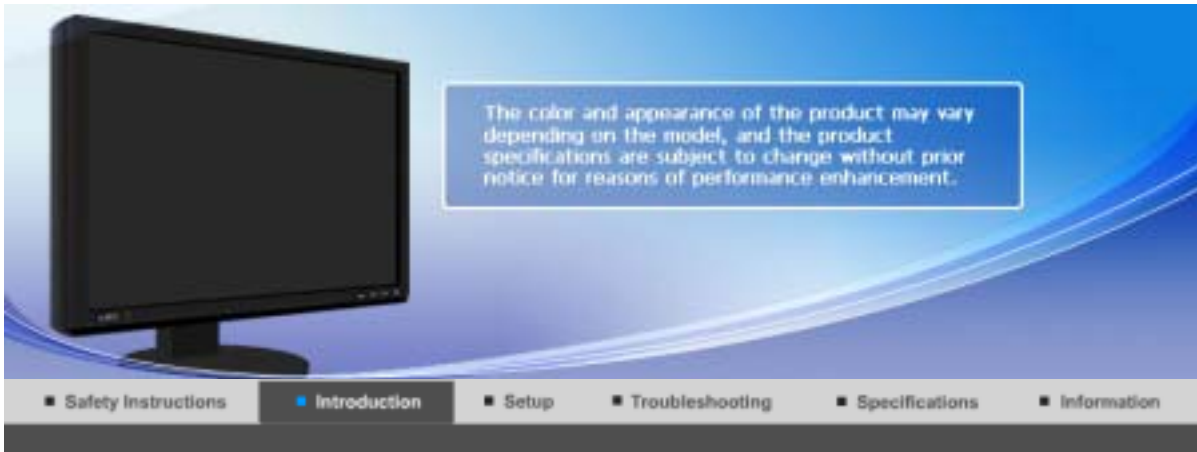 The color and appearance of the product may vary
depending on the model, and the product
specifications are subject to change without prior
notice for reasons of performance enhancement.
Safety Instructions
Introduction
Setup
Troubleshooting
Specifications
Information